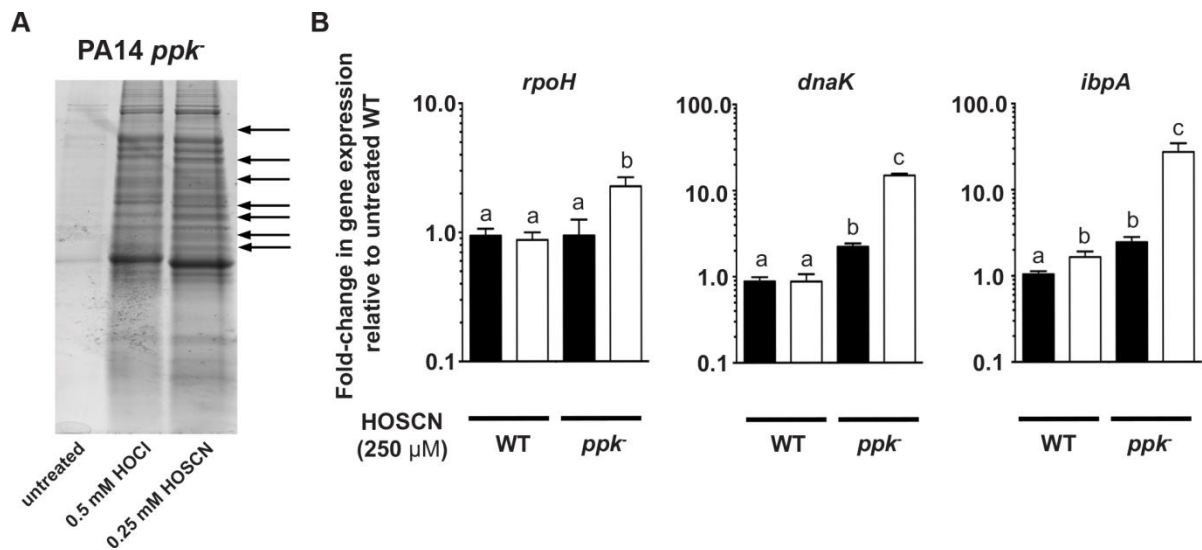 A
PA14 ppk⁻
untreated
0.5 mM HOCl
0.25 mM HOSCN
B
Fold-change in gene expression
relative to untreated WT
rpoH
10.0
1.0
0.1
a
a
a
b
WT
ppk⁻
dnaK
100.0
10.0
1.0
0.1
a
a
b
c
WT
ppk⁻
ibpA
100.0
10.0
1.0
0.1
a
b
b
c
WT
ppk⁻
HOSCN
(250 µM)